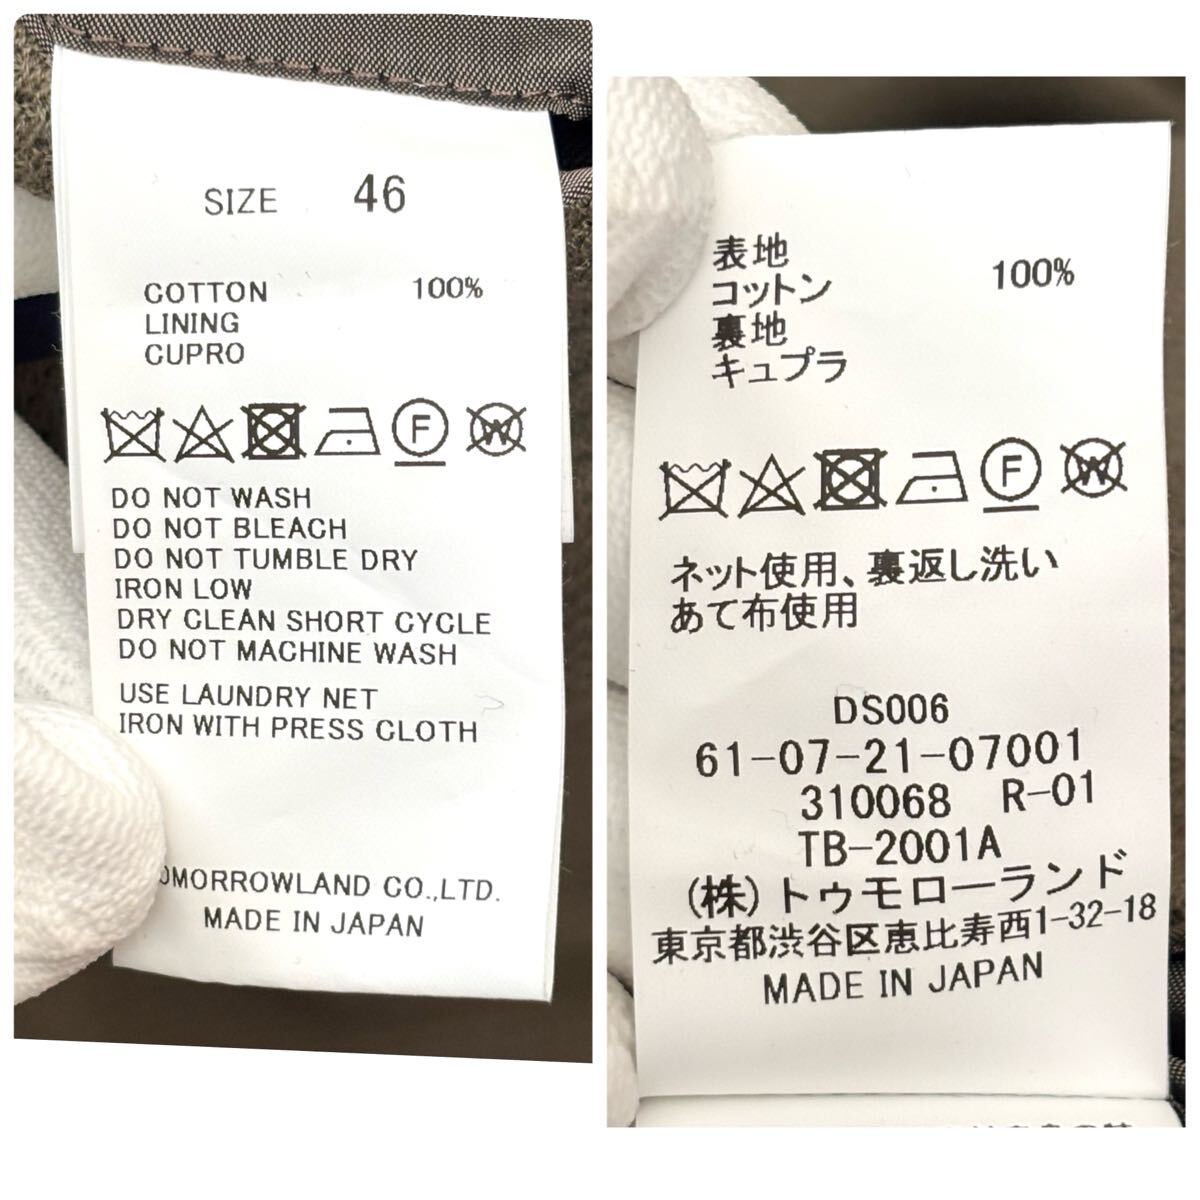 SIZE 46
COTTON 100%
LINING
CUPRO
F W
DO NOT WASH
DO NOT BLEACH
DO NOT TUMBLE DRY
IRON LOW
DRY CLEAN SHORT CYCLE
DO NOT MACHINE WASH
USE LAUNDRY NET
IRON WITH PRESS CLOTH
OMORROWLAND CO.,LTD.
MADE IN JAPAN
表地
コットン 100%
裏地
キュプラ
F W
ネット使用、裏返し洗い
あて布使用
DS006
61-07-21-07001
310068 R-01
TB-2001A
(株)トゥモローランド
東京都渋谷区恵比寿西1-32-18
MADE IN JAPAN